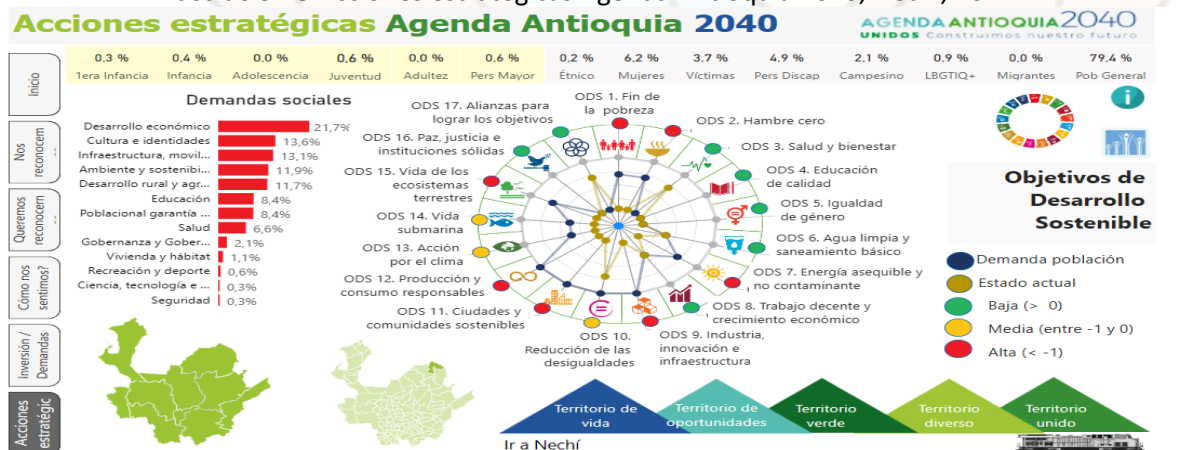 Acciones estratégicas Agenda Antioquia 2040
AGENDA ANTIOQUIA 2040
UNIDOS Construimos nuestro futuro
0.3 % 0.4 % 0.0 % 0,6 % 0,0 % 0,6 % 0.2 % 6.2 % 3.7 % 4.9 % 2.1 % 0.9 % 0.0 % 79.4 %
1era Infancia Infancia Adolescencia Juventud Adultez Pers Mayor Étnico Mujeres Víctimas Pers Discap Campesino LBGTIQ+ Migrantes Pob General
Inicio
Nos
reconocem
Queremos
reconocem
Cómo nos
sentimos?
Inversión /
Demandas
Acciones
estratégic
Demandas sociales
Desarrollo económico 21,7%
Cultura e identidades 13,6%
Infraestructura, movil... 13,1%
Ambiente y sostenibi... 11,9%
Desarrollo rural y agr... 11,7%
Educación 8,4%
Poblacional garantía ... 8,4%
Salud 6,6%
Gobernanza y Gober... 2,1%
Vivienda y hábitat 1,1%
Recreación y deporte 0,6%
Ciencia, tecnología e ... 0,3%
Seguridad 0,3%
ODS 1. Fin de
la pobreza
ODS 2. Hambre cero
ODS 3. Salud y bienestar
ODS 4. Educación
de calidad
ODS 5. Igualdad
de género
ODS 6. Agua limpia y
saneamiento básico
ODS 7. Energía asequible y
no contaminante
ODS 8. Trabajo decente y
crecimiento económico
ODS 9. Industria,
innovación e
infraestructura
ODS 10.
Reducción de las
desigualdades
ODS 11. Ciudades y
comunidades sostenibles
ODS 12. Producción y
consumo responsables
ODS 13. Acción
por el clima
ODS 14. Vida
submarina
ODS 15. Vida de los
ecosistemas
terrestres
ODS 16. Paz, justicia e
instituciones sólidas
ODS 17. Alianzas para
lograr los objetivos
Objetivos de
Desarrollo
Sostenible
Demanda población
Estado actual
Baja (> 0)
Media (entre -1 y 0)
Alta (< -1)
Territorio de
vida
Territorio de
oportunidades
Territorio
verde
Territorio
diverso
Territorio
unido
Ir a Nechí